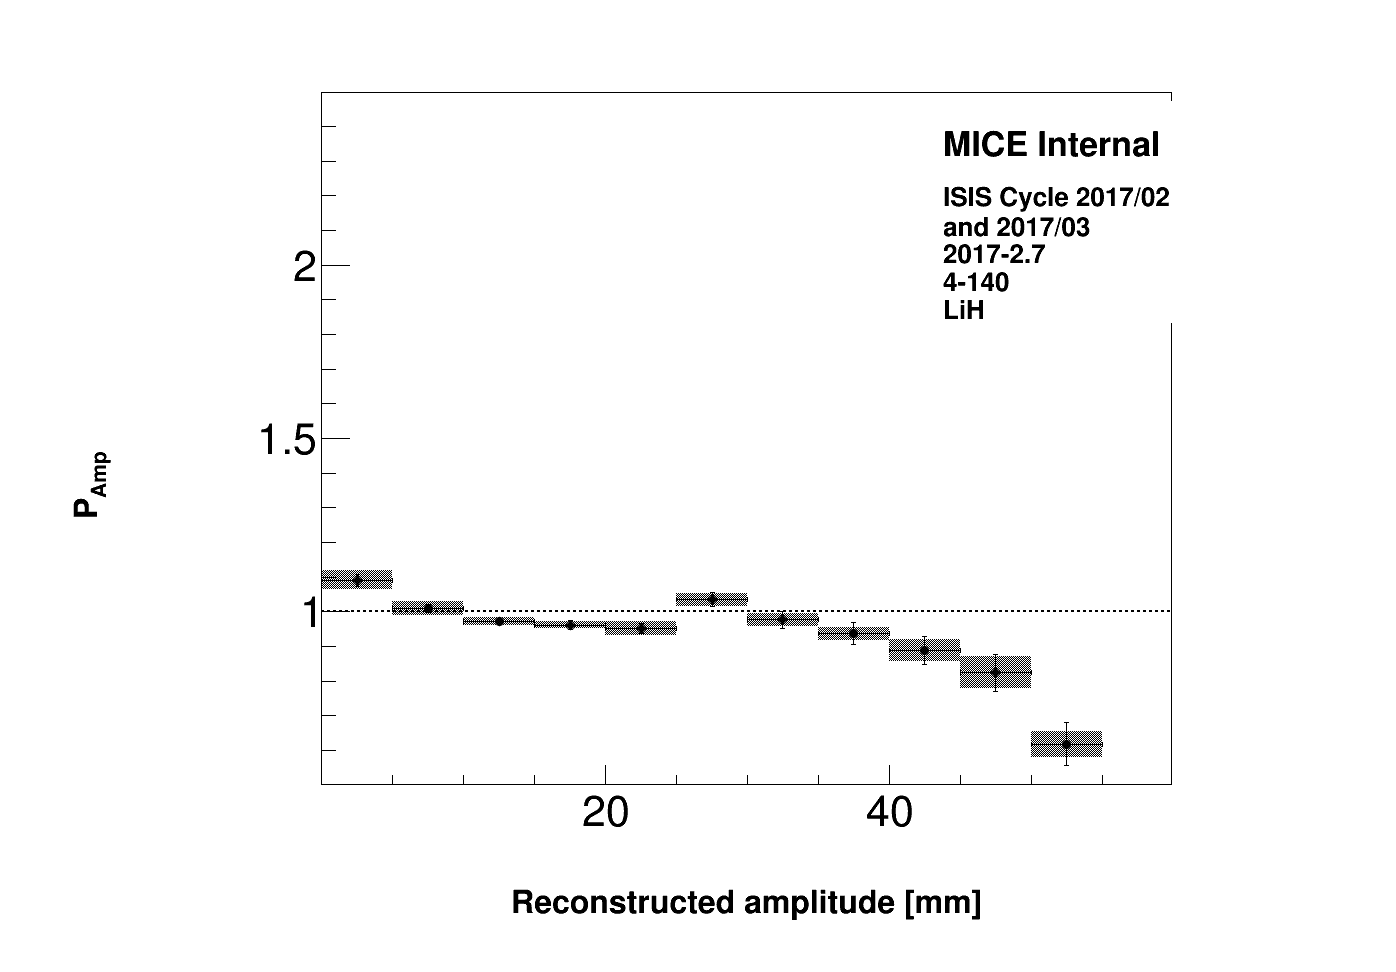 MICE Internal
ISIS Cycle 2017/02
and 2017/03
2017-2.7
4-140
LiH
2
1.5
1
P_Amp
20 40
Reconstructed amplitude [mm]